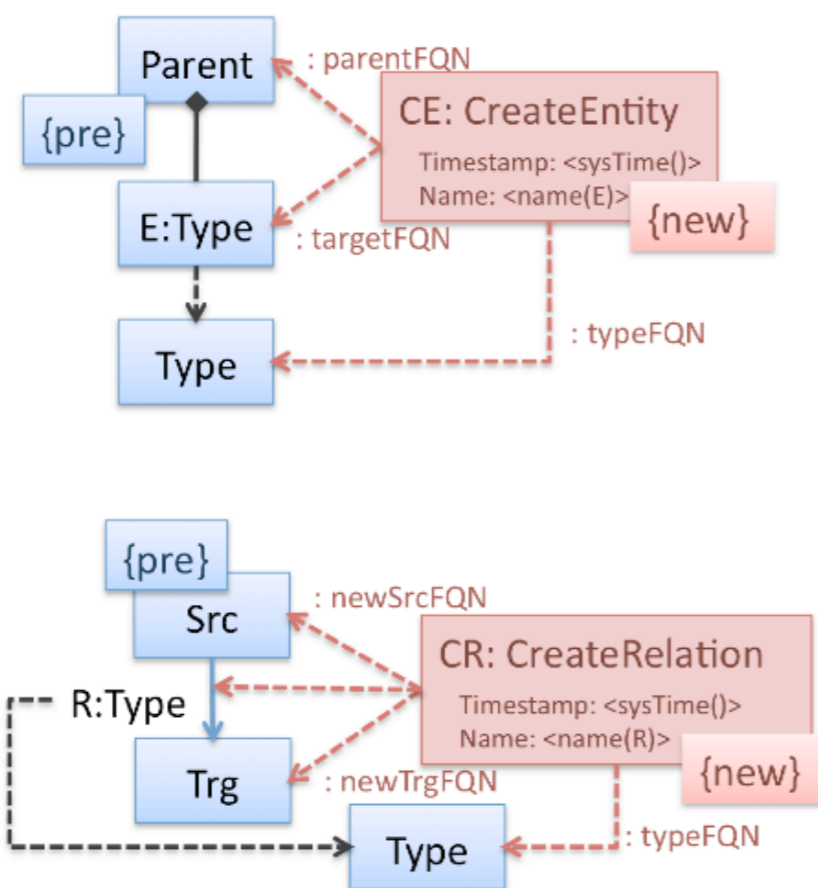 Parent
: parentFQN
{pre}
CE: CreateEntity
Timestamp: <sysTime()>
Name: <name(E)>
{new}
E:Type
: targetFQN
: typeFQN
Type
{pre}
Src
: newSrcFQN
CR: CreateRelation
Timestamp: <sysTime()>
Name: <name(R)>
{new}
R:Type
Trg
: newTrgFQN
: typeFQN
Type